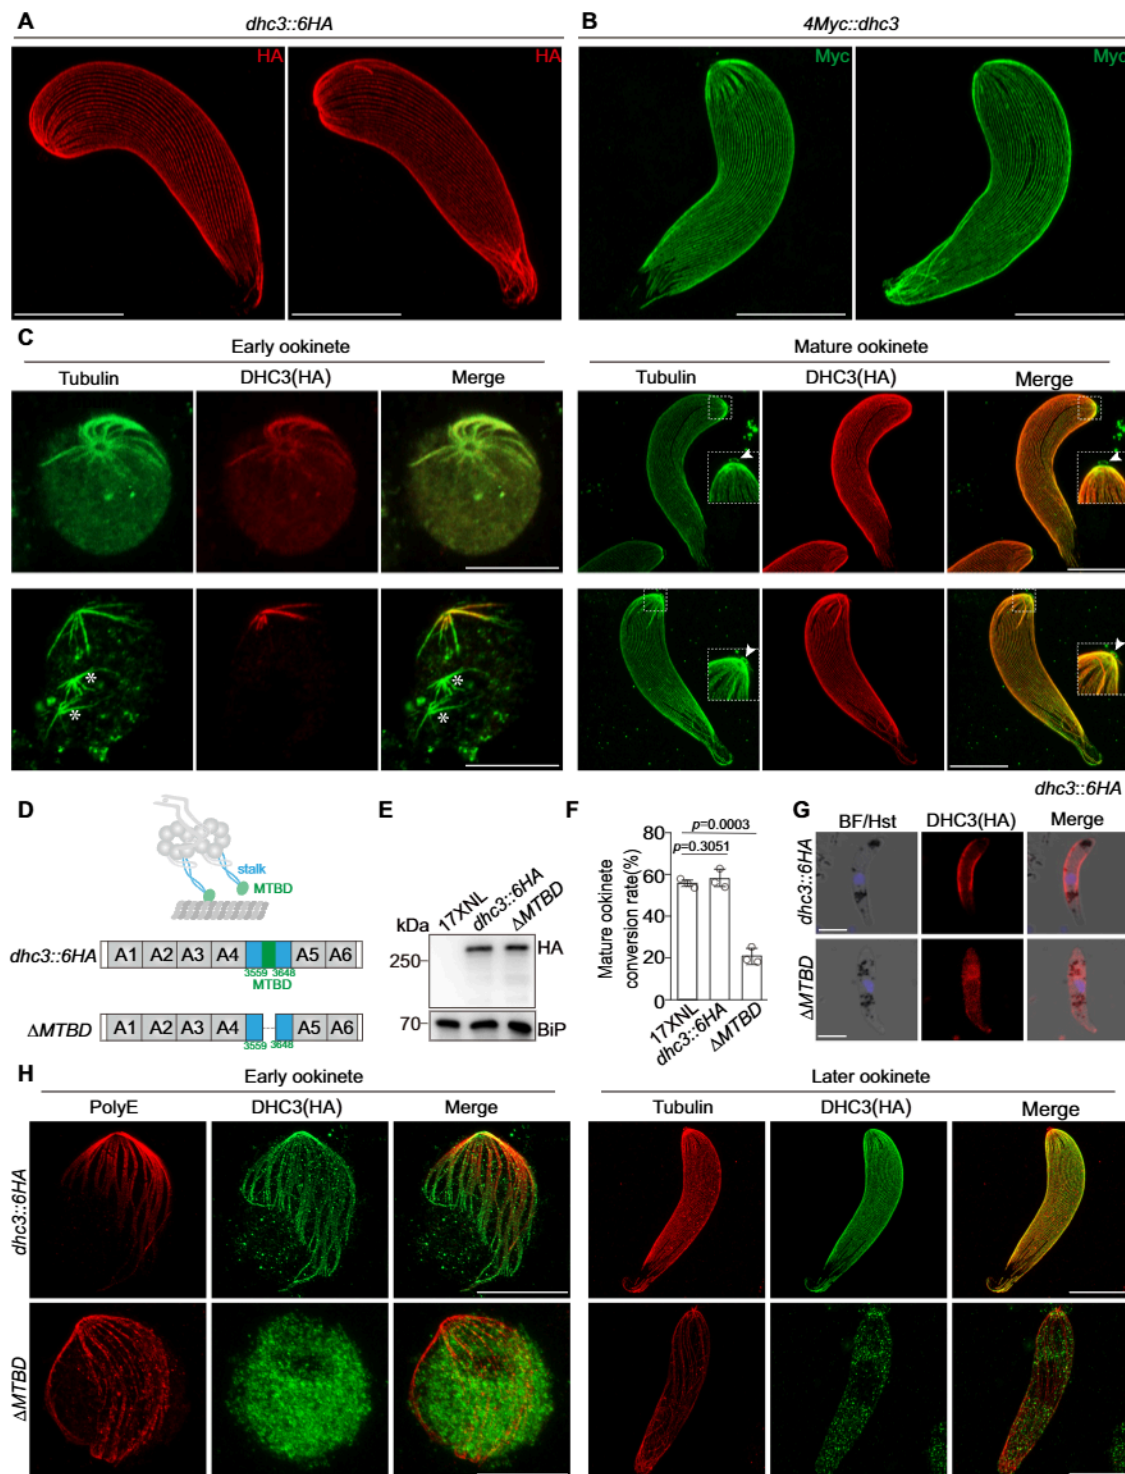 A
dhc3::6HA
HA
HA
B
4Myc::dhc3
Myc
Myc
C
Early ookinete
Tubulin
DHC3(HA)
Merge
*
*
*
*
Mature ookinete
Tubulin
DHC3(HA)
Merge
dhc3::6HA
D
stalk
MTBD
dhc3::6HA
A1 A2 A3 A4 A5 A6
3559 3648
MTBD
ΔMTBD
A1 A2 A3 A4 A5 A6
3559 3648
E
17XNL
dhc3::6HA
ΔMTBD
kDa
250
HA
70
BiP
F
Mature ookinete
conversion rate(%)
80
60
40
20
0
p=0.0003
p=0.3051
17XNL
dhc3::6HA
ΔMTBD
G
BF/Hst
DHC3(HA)
Merge
dhc3::6HA
ΔMTBD
H
Early ookinete
PolyE
DHC3(HA)
Merge
Later ookinete
Tubulin
DHC3(HA)
Merge
dhc3::6HA
ΔMTBD